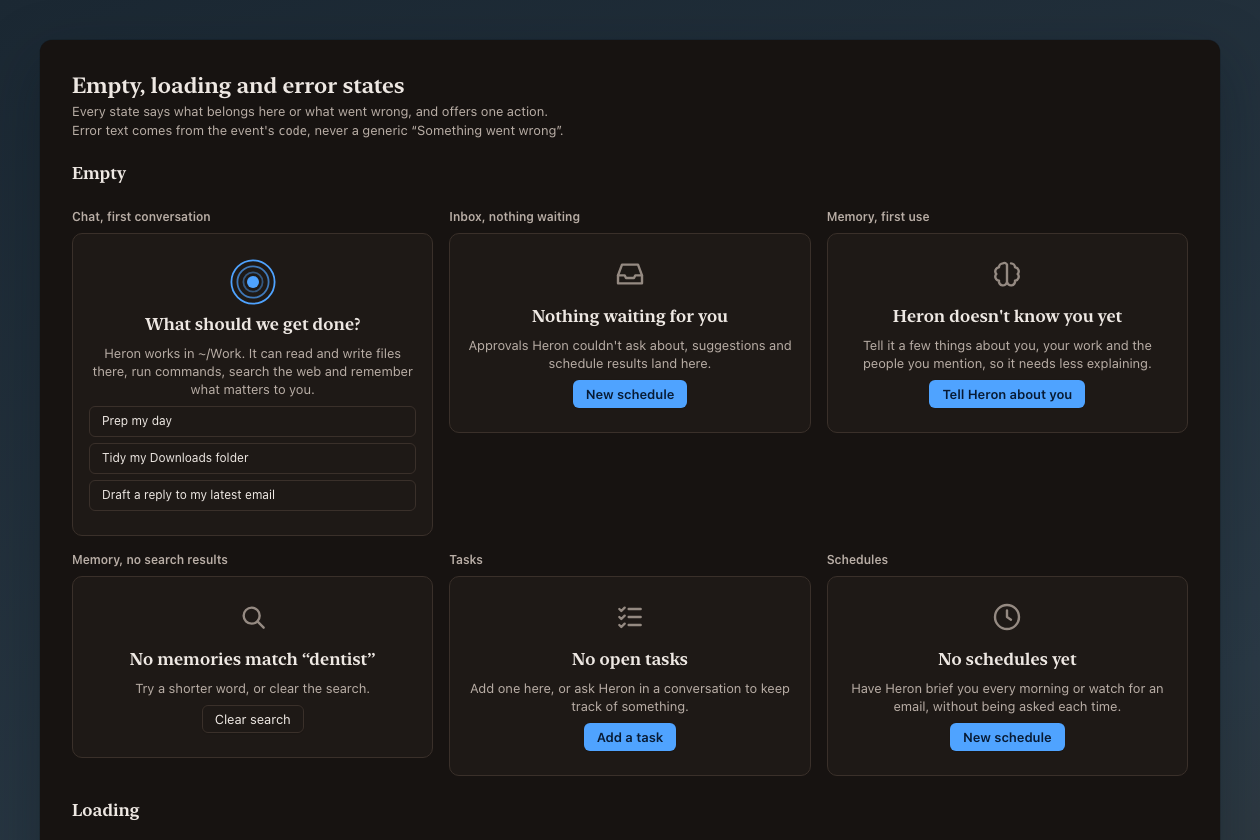 Empty, loading and error states
Every state says what belongs here or what went wrong, and offers one action.
Error text comes from the event's code, never a generic “Something went wrong”.
Empty
Chat, first conversation
What should we get done?
Heron works in ~/Work. It can read and write files
there, run commands, search the web and remember
what matters to you.
Prep my day
Tidy my Downloads folder
Draft a reply to my latest email
Inbox, nothing waiting
Nothing waiting for you
Approvals Heron couldn't ask about, suggestions and
schedule results land here.
New schedule
Memory, first use
Heron doesn't know you yet
Tell it a few things about you, your work and the
people you mention, so it needs less explaining.
Tell Heron about you
Memory, no search results
No memories match “dentist”
Try a shorter word, or clear the search.
Clear search
Tasks
No open tasks
Add one here, or ask Heron in a conversation to keep
track of something.
Add a task
Schedules
No schedules yet
Have Heron brief you every morning or watch for an
email, without being asked each time.
New schedule
Loading